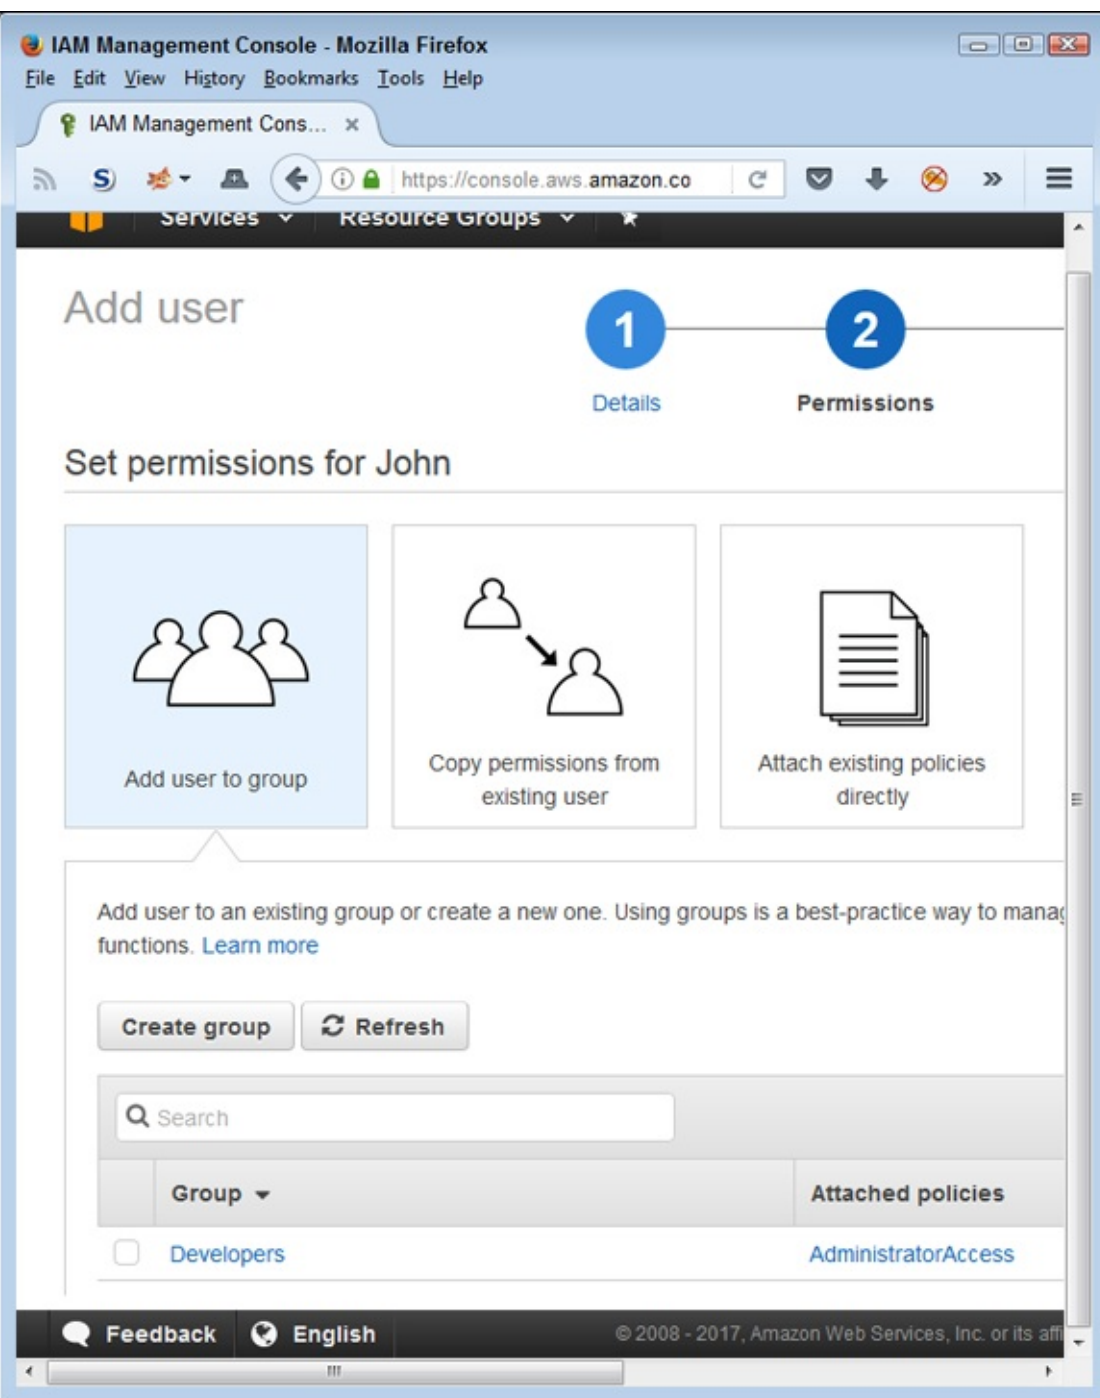 IAM Management Console - Mozilla Firefox
File Edit View History Bookmarks Tools Help
IAM Management Cons...
https://console.aws.amazon.co
Services Resource Groups
Add user
1 2
Details Permissions
Set permissions for John
Add user to group
Copy permissions from
existing user
Attach existing policies
directly
Add user to an existing group or create a new one. Using groups is a best-practice way to manag
functions. Learn more
Create group Refresh
Search
Group Attached policies
Developers AdministratorAccess
Feedback English © 2008 - 2017, Amazon Web Services, Inc. or its affi